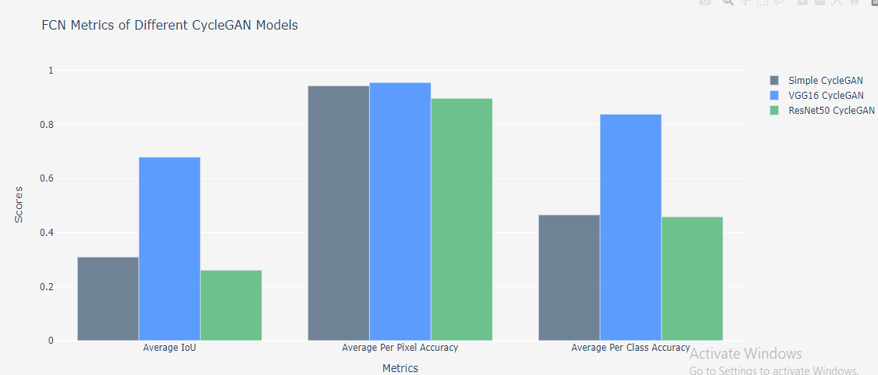 FCN Metrics of Different CycleGAN Models
1
0.8
0.6
0.4
0.2
0
Scores
Average IoU
Average Per Pixel Accuracy
Average Per Class Accuracy
Metrics
Simple CycleGAN
VGG16 CycleGAN
ResNet50 CycleGAN
Activate Windows
Go to Settings to activate Windows.